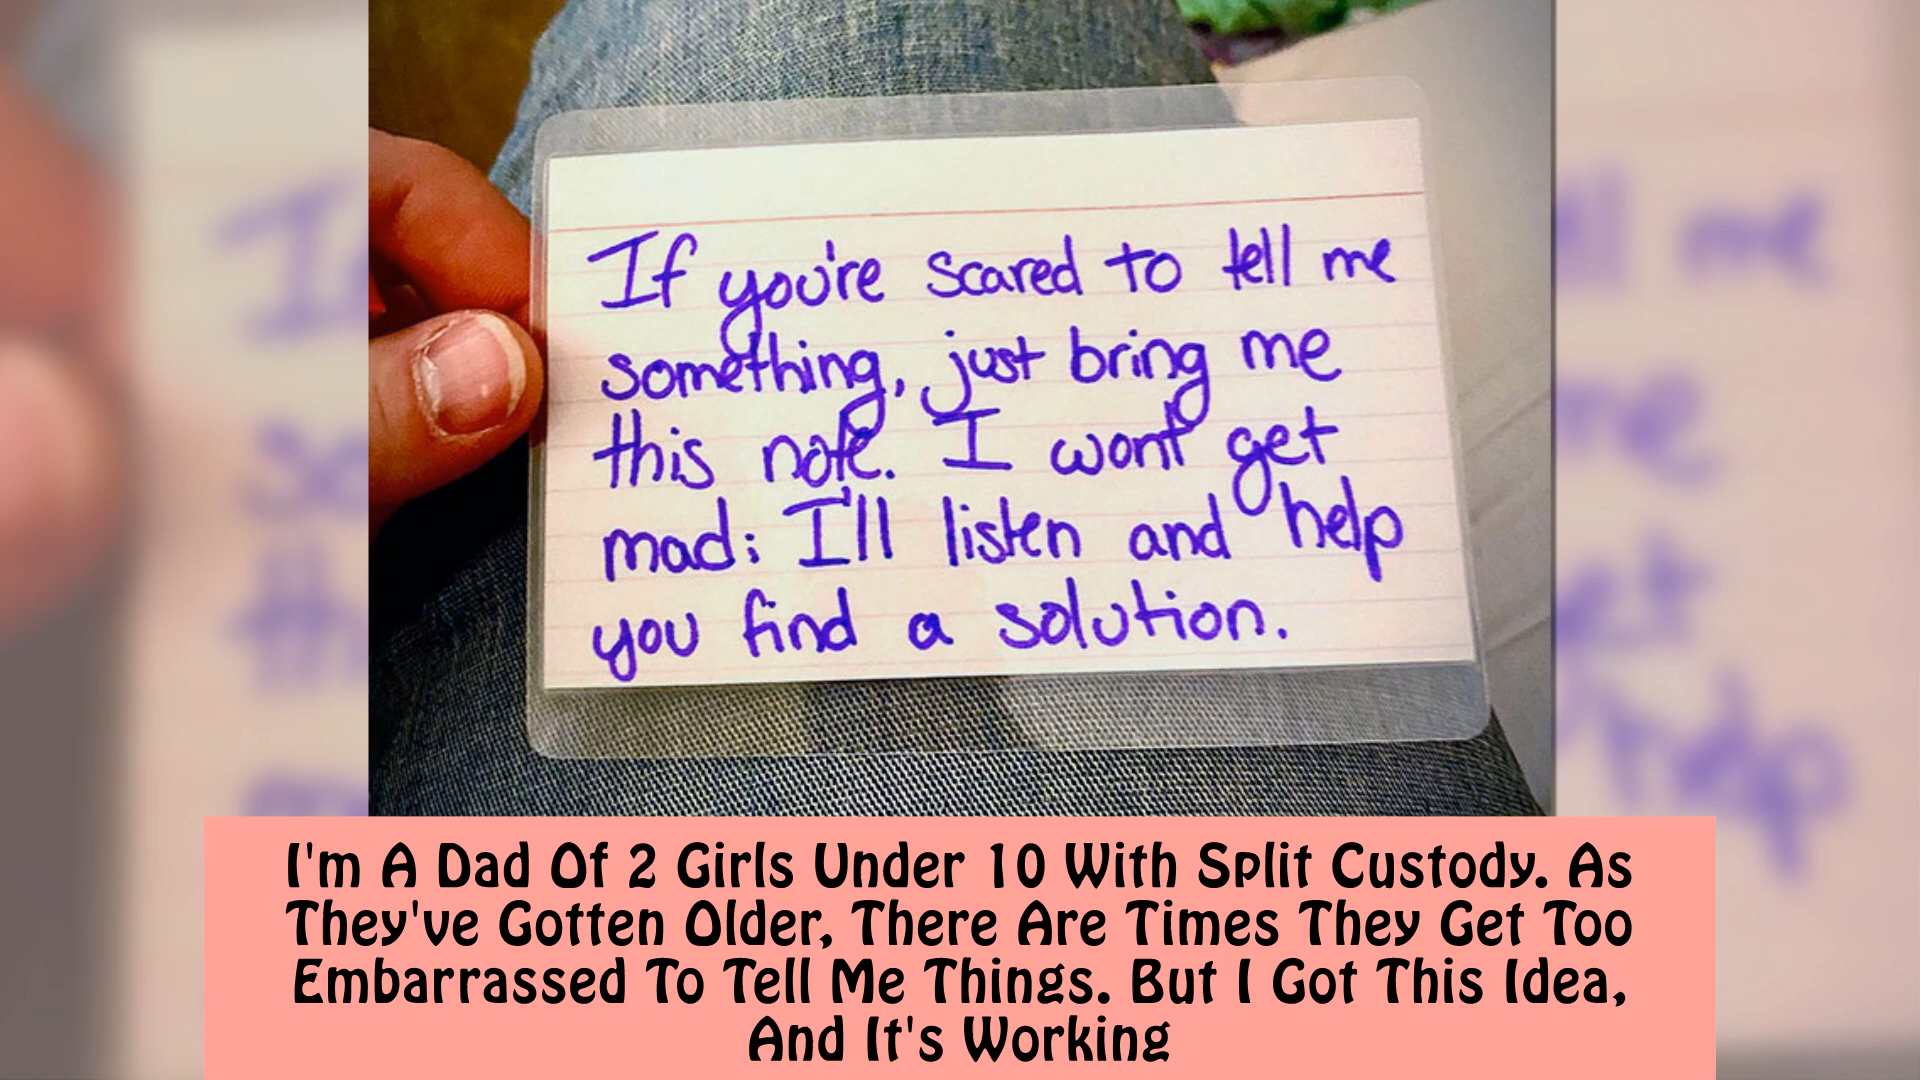 If you're scared to tell me
something, just bring me
this note. I won't get
mad; I'll listen and help
you find a solution.
I'm A Dad Of 2 Girls Under 10 With Split Custody. As
They've Gotten Older, There Are Times They Get Too
Embarrassed To Tell Me Things. But I Got This Idea,
And It's Working